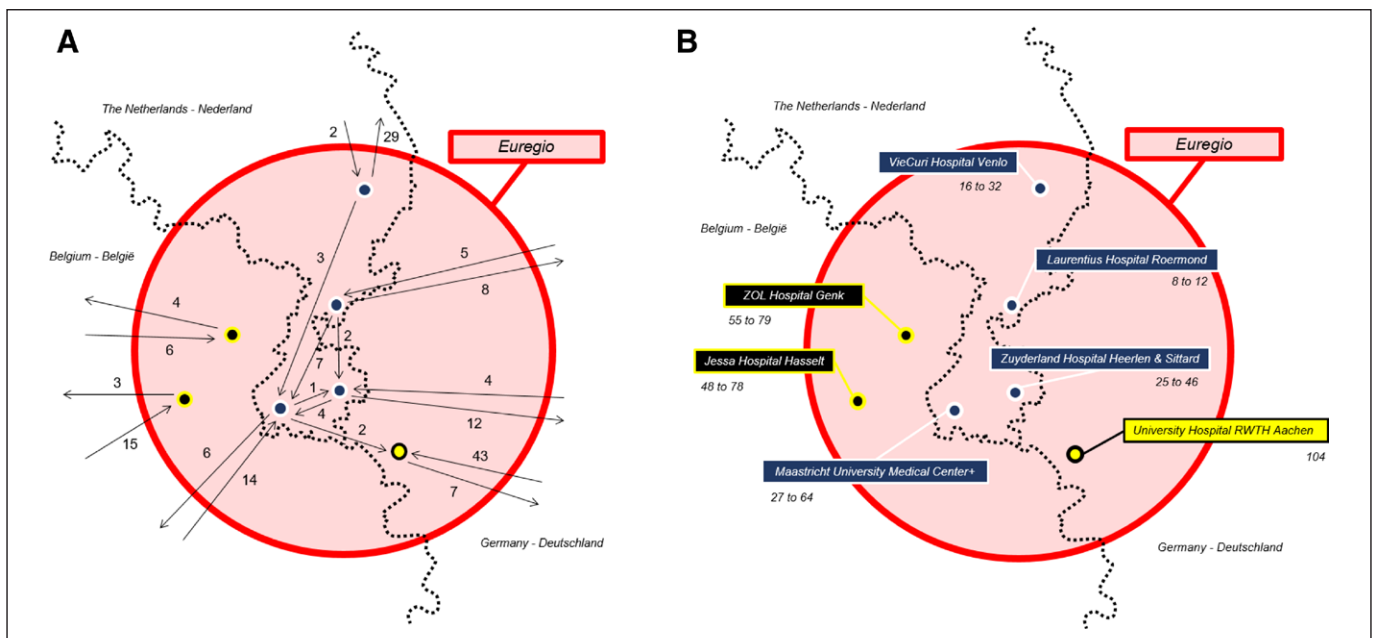 A
The Netherlands - Nederland
2
29
Euregio
Belgium - België
3
5
8
4
6
2
7
3
1
4
4
12
15
6
2
14
43
7
Germany - Deutschland
B
The Netherlands - Nederland
Euregio
VieCuri Hospital Venlo
16 to 32
Belgium - België
Laurentius Hospital Roermond
8 to 12
ZOL Hospital Genk
55 to 79
Jessa Hospital Hasselt
48 to 78
Zuyderland Hospital Heerlen & Sittard
25 to 46
University Hospital RWTH Aachen
104
Maastricht University Medical Center+
27 to 64
Germany - Deutschland